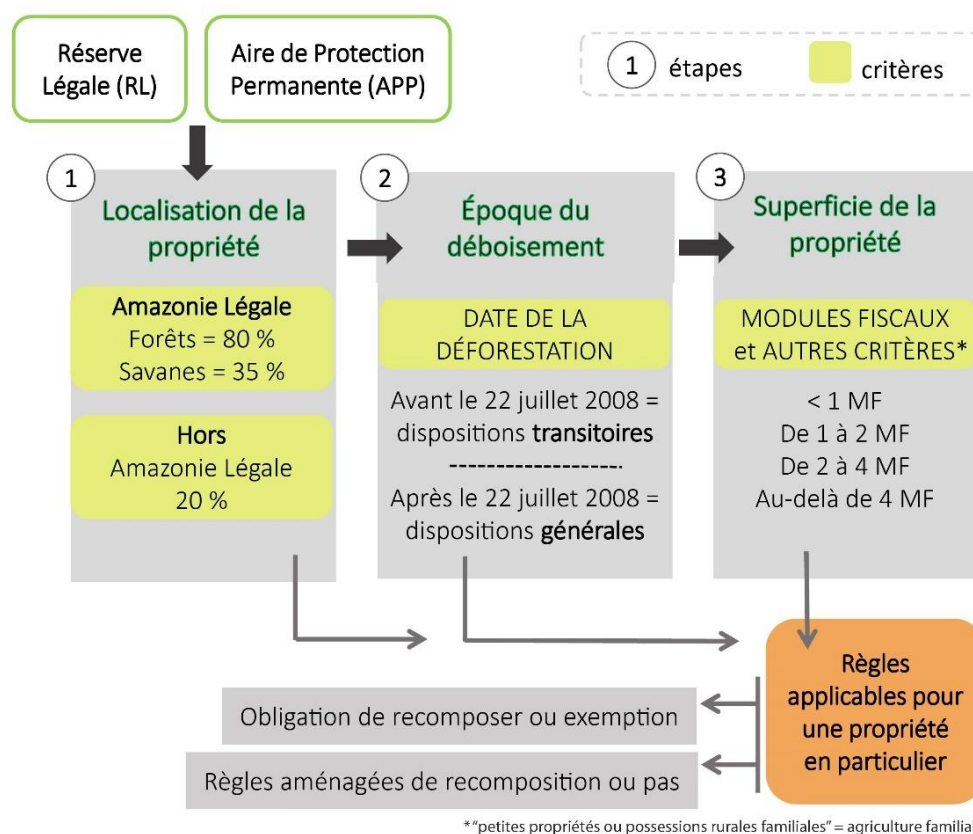 Réserve
Légale (RL)
Aire de Protection
Permanente (APP)
1 étapes
critères
1
Localisation de la
propriété
Amazonie Légale
Forêts = 80 %
Savanes = 35 %
Hors
Amazonie Légale
20 %
2
Époque du
déboisement
DATE DE LA
DÉFORESTATION
Avant le 22 juillet 2008 =
dispositions transitoires
Après le 22 juillet 2008 =
dispositions générales
3
Superficie de la
propriété
MODULES FISCAUX
et AUTRES CRITÈRES*
< 1 MF
De 1 à 2 MF
De 2 à 4 MF
Au-delà de 4 MF
Règles
applicables pour
une propriété
en particulier
Obligation de recomposer ou exemption
Règles aménagées de recomposition ou pas
*"petites propriétés ou possessions rurales familiales" = agriculture